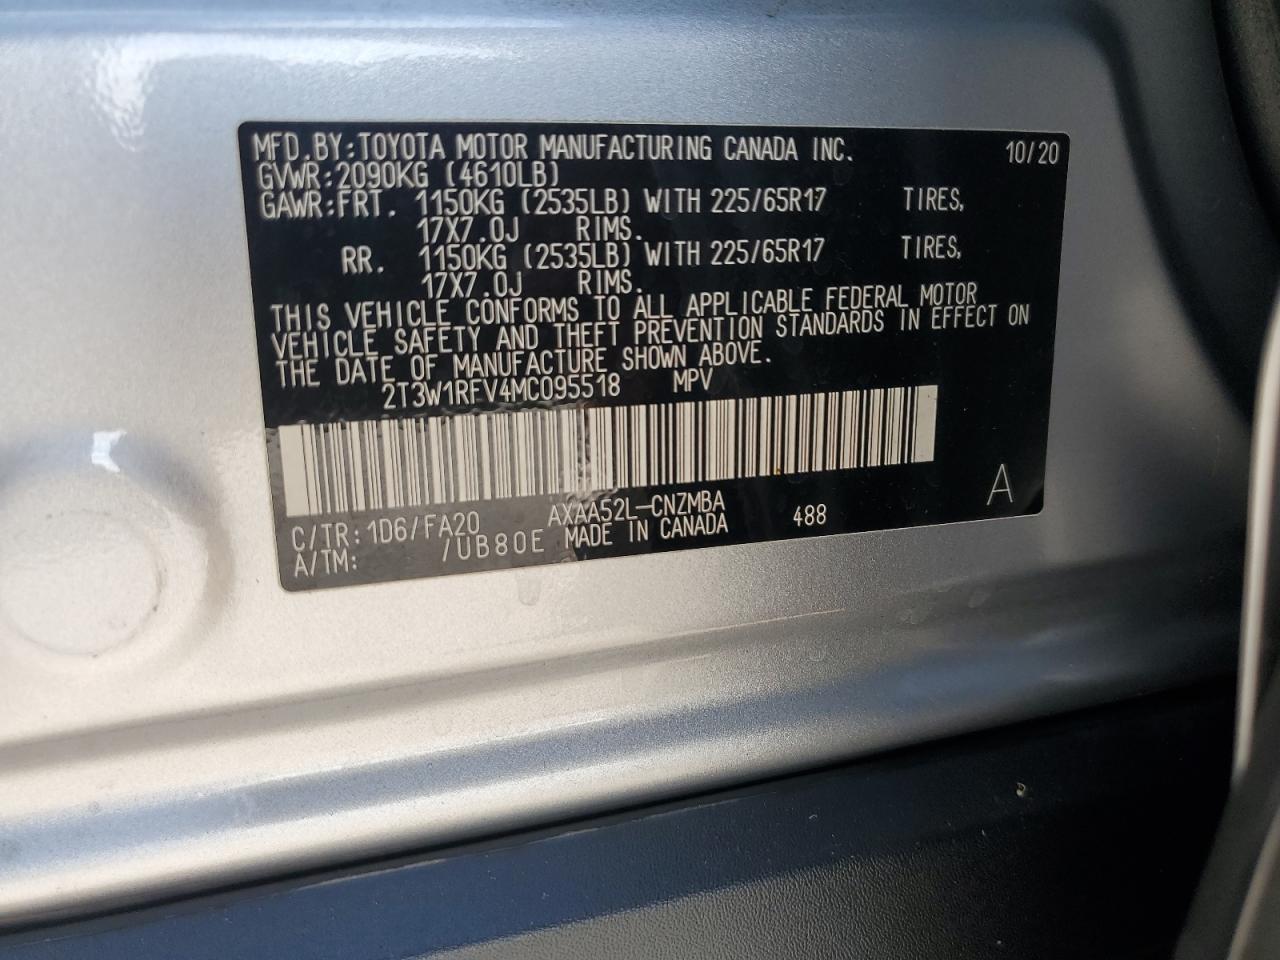 MFD.BY:TOYOTA MOTOR MANUFACTURING CANADA INC. 10/20
GVWR:2090KG (4610LB)
GAWR:FRT. 1150KG (2535LB) WITH 225/65R17 TIRES,
17X7.0J RIMS.
RR. 1150KG (2535LB) WITH 225/65R17 TIRES,
17X7.0J RIMS.
THIS VEHICLE CONFORMS TO ALL APPLICABLE FEDERAL MOTOR
VEHICLE SAFETY AND THEFT PREVENTION STANDARDS IN EFFECT ON
THE DATE OF MANUFACTURE SHOWN ABOVE.
2T3W1RFV4MC095518 MPV
C/TR: 1D6/FA20 AXAA52L-CNZMBA 488 A
A/TM: /UB80E MADE IN CANADA